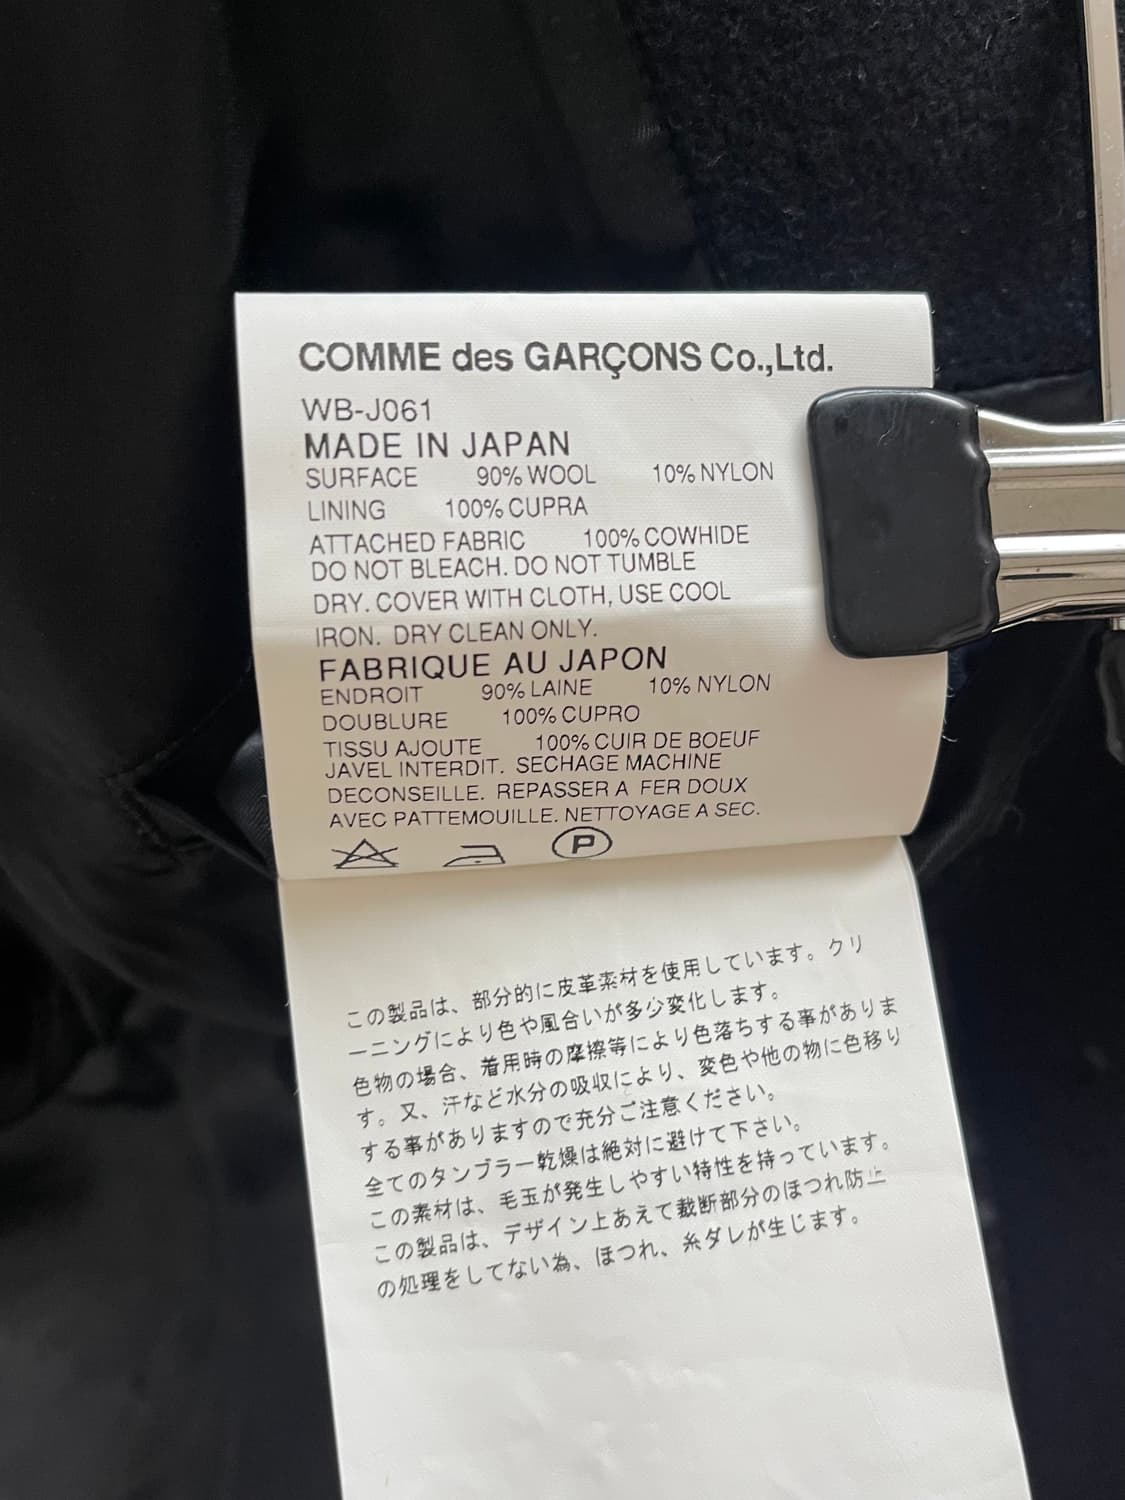 COMME des GARÇONS Co.,Ltd.
WB-J061
MADE IN JAPAN
SURFACE 90% WOOL 10% NYLON
LINING 100% CUPRA
ATTACHED FABRIC 100% COWHIDE
DO NOT BLEACH. DO NOT TUMBLE
DRY. COVER WITH CLOTH, USE COOL
IRON. DRY CLEAN ONLY.
FABRIQUE AU JAPON
ENDROIT 90% LAINE 10% NYLON
DOUBLURE 100% CUPRO
TISSU AJOUTE 100% CUIR DE BOEUF
JAVEL INTERDIT. SECHAGE MACHINE
DECONSEILLE. REPASSER A FER DOUX
AVEC PATTEMOUILLE. NETTOYAGE A SEC.
P
この製品は、部分的に皮革素材を使用しています。クリ
ーニングにより色や風合いが多少変化します。
色物の場合、着用時の摩擦等により色落ちする事がありま
す。又、汗など水分の吸収により、変色や他の物に色移り
する事がありますので充分ご注意ください。
全てのタンブラー乾燥は絶対に避けて下さい。
この素材は、毛玉が発生しやすい特性を持っています。
この製品は、デザイン上あえて裁断部分のほつれ防止
の処理をしてない為、ほつれ、糸ダレが生じます。